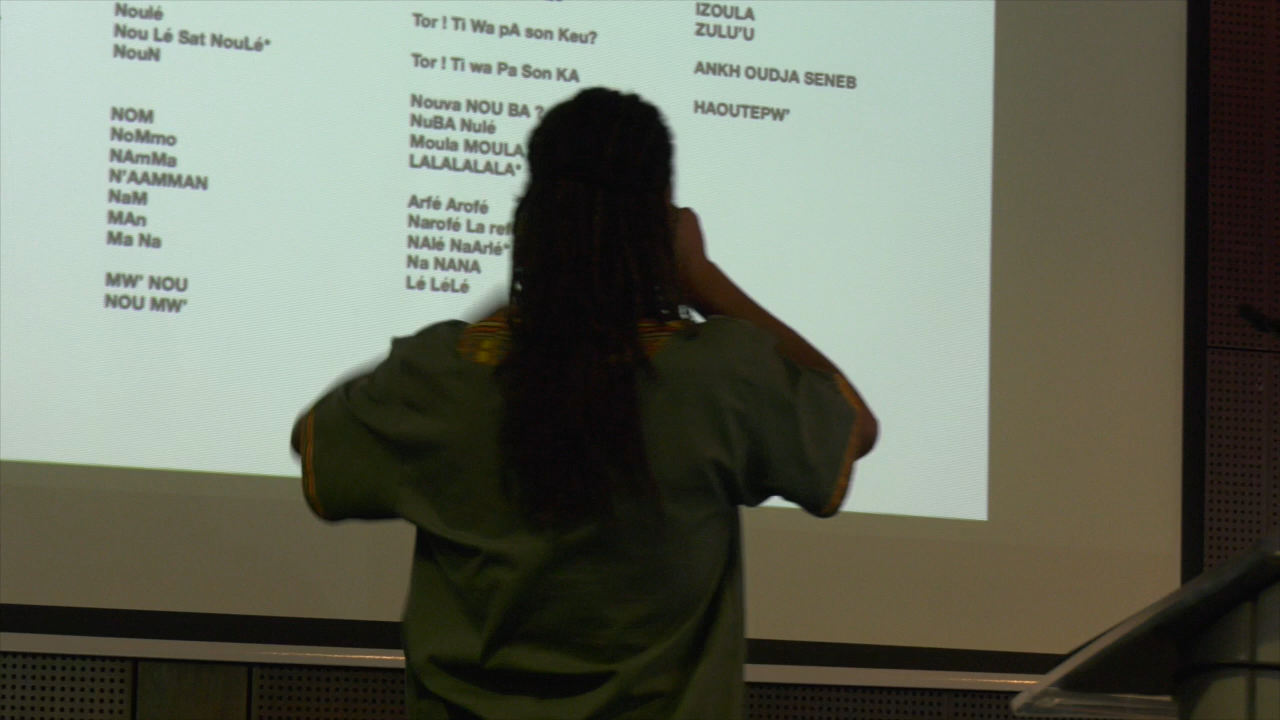 Noulé
Nou Lé Sat NouLé*
NouN
NOM
NoMmo
NAmMa
N'AAMMAN
NaM
MAn
Ma Na
MW' NOU
NOU MW'
Tor ! Ti Wa pA son Keu?
Tor ! Ti wa Pa Son KA
Nouva NOU BA ?
NuBA Nulé
Moula MOULA
LALALALALA*
Arfé Arofé
Narofé La
NAlé NaArlé*
Na NANA
Lé LéLé
IZOULA
ZULU'U
ANKH OUDJA SENEB
HAOUTEPW'